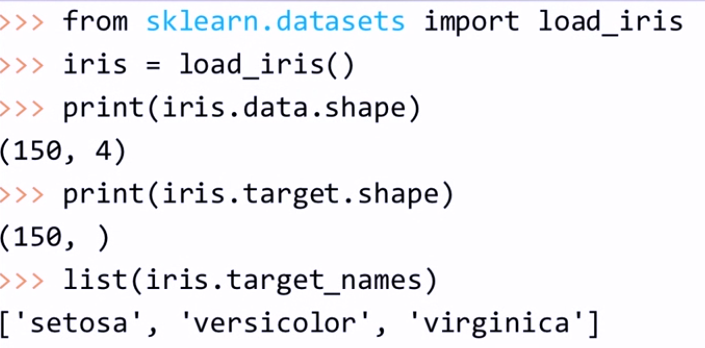 >>> from sklearn.datasets import load_iris
>>> iris = load_iris()
>>> print(iris.data.shape)
(150, 4)
>>> print(iris.target.shape)
(150, )
>>> list(iris.target_names)
['setosa', 'versicolor', 'virginica']